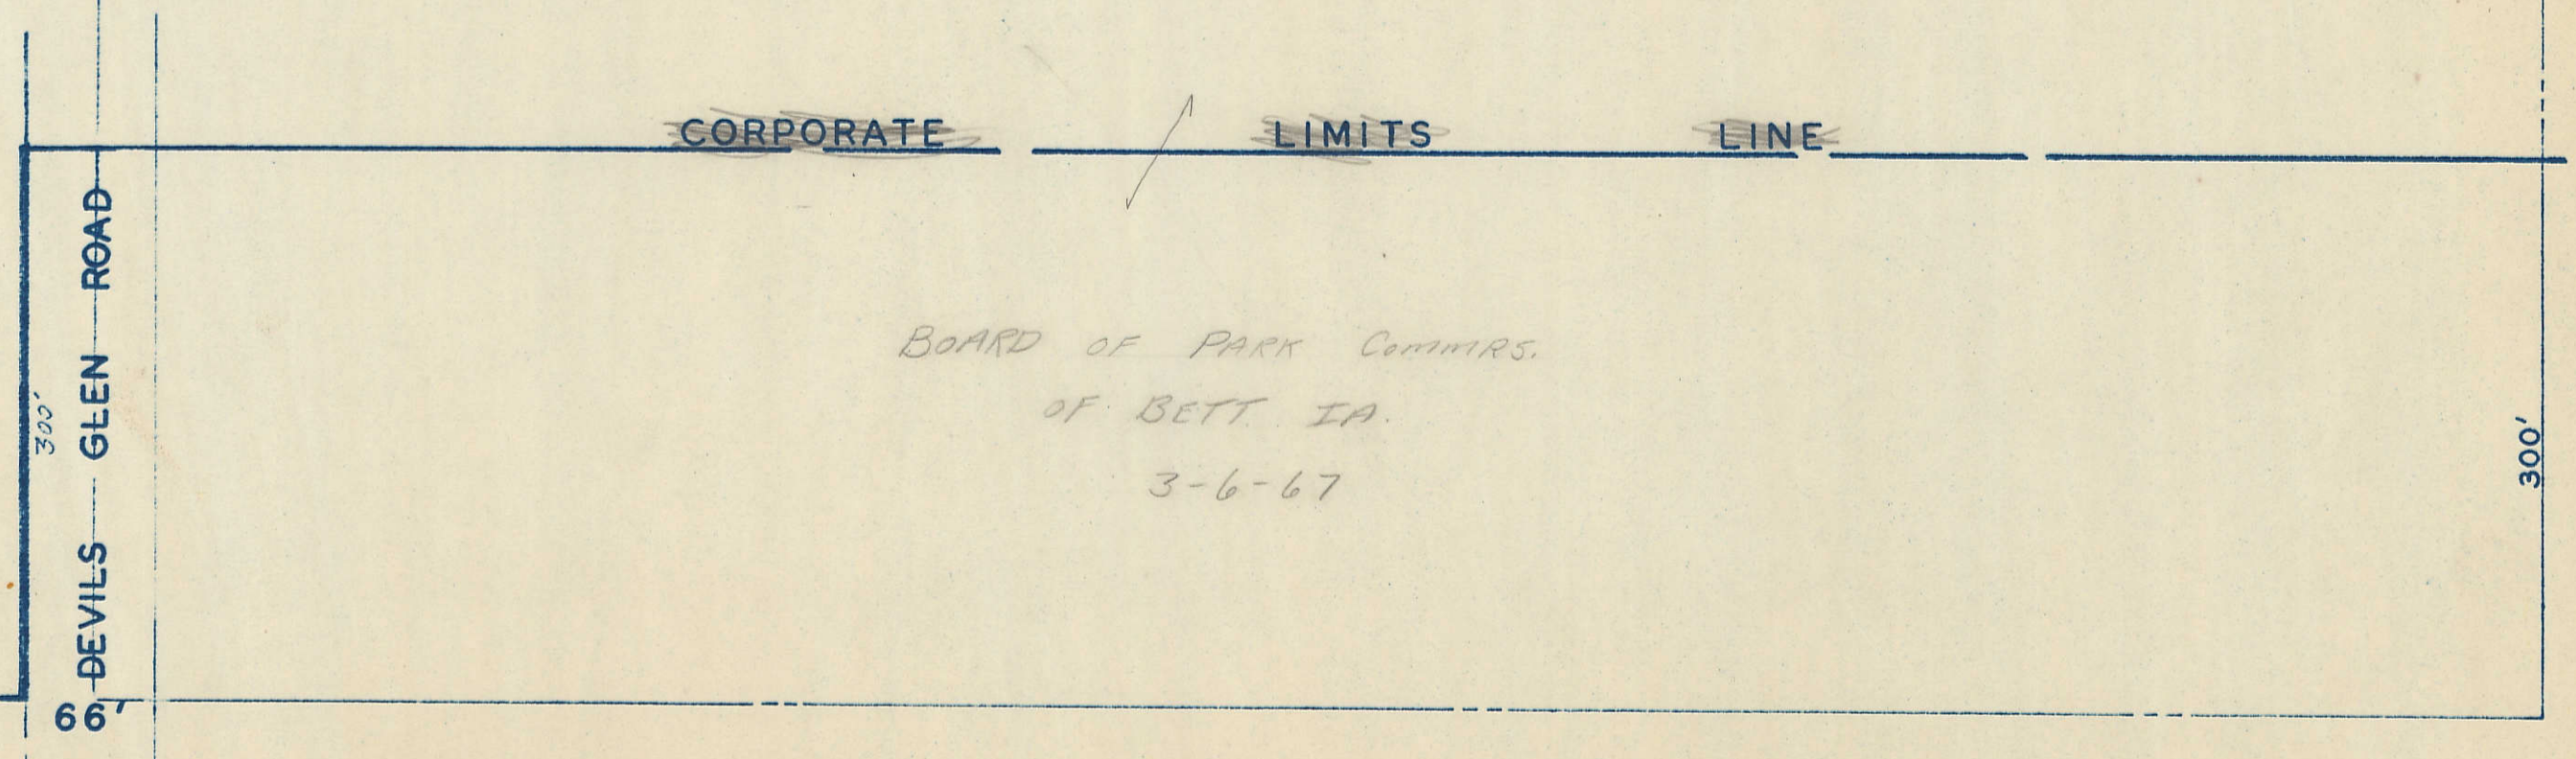 CORPORATE LIMITS LINE
BOARD OF PARK COMMRS.
OF BETT. IA.
3-6-67
300'
DEVILS GLEN ROAD
300'
66'